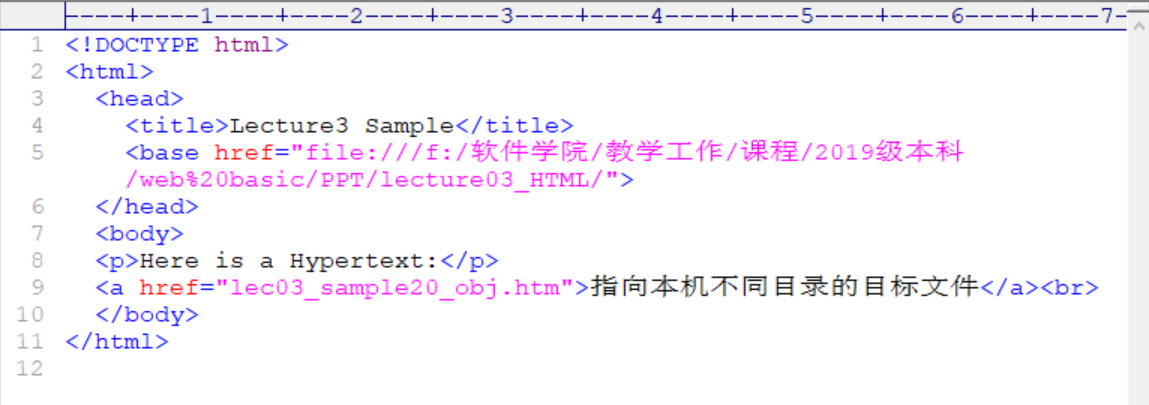 |----+----1----+----2----+----3----+----4----+----5----+----6----+----7-
1 <!DOCTYPE html>
2 <html>
3   <head>
4     <title>Lecture3 Sample</title>
5     <base href="file:///f:/软件学院/教学工作/课程/2019级本科
/web%20basic/PPT/lecture03_HTML/">
6   </head>
7   <body>
8   <p>Here is a Hypertext:</p>
9   <a href="lec03_sample20_obj.htm">指向本机不同目录的目标文件</a><br>
10   </body>
11 </html>
12